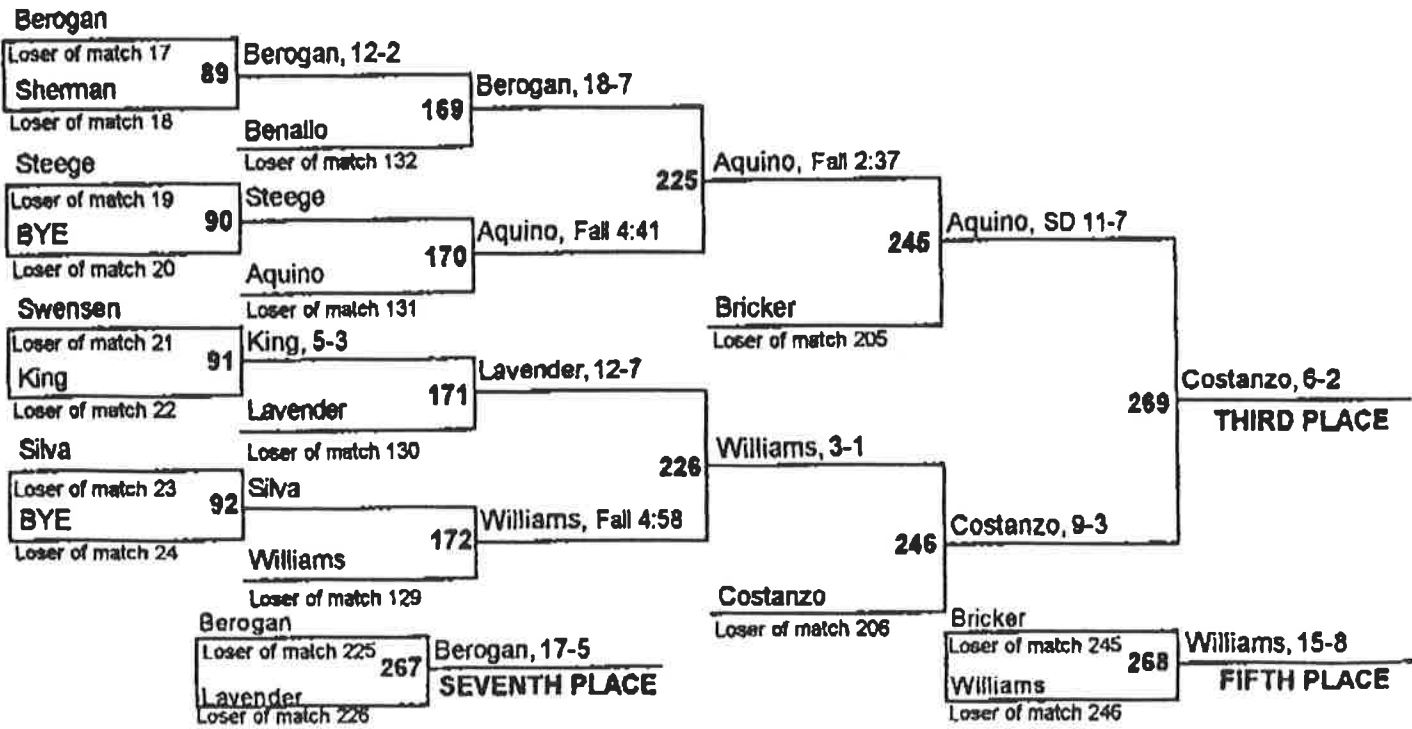 Berogan
Loser of match 17
89
Sherman
Loser of match 18
Berogan, 12-2
169
Benallo
Loser of match 132
Berogan, 18-7
Steege
Loser of match 19
90
BYE
Loser of match 20
Steege
170
Aquino
Loser of match 131
Aquino, Fall 4:41
225
Aquino, Fall 2:37
245
Bricker
Loser of match 205
Aquino, SD 11-7
Swensen
Loser of match 21
91
King
Loser of match 22
King, 5-3
171
Lavender
Loser of match 130
Lavender, 12-7
Silva
Loser of match 23
92
BYE
Loser of match 24
Silva
172
Williams
Loser of match 129
Williams, Fall 4:58
226
Williams, 3-1
246
Costanzo
Loser of match 206
Costanzo, 9-3
269
Costanzo, 6-2
THIRD PLACE
Berogan
Loser of match 225
267
Lavender
Loser of match 226
Berogan, 17-5
SEVENTH PLACE
Bricker
Loser of match 245
268
Williams
Loser of match 246
Williams, 15-8
FIFTH PLACE